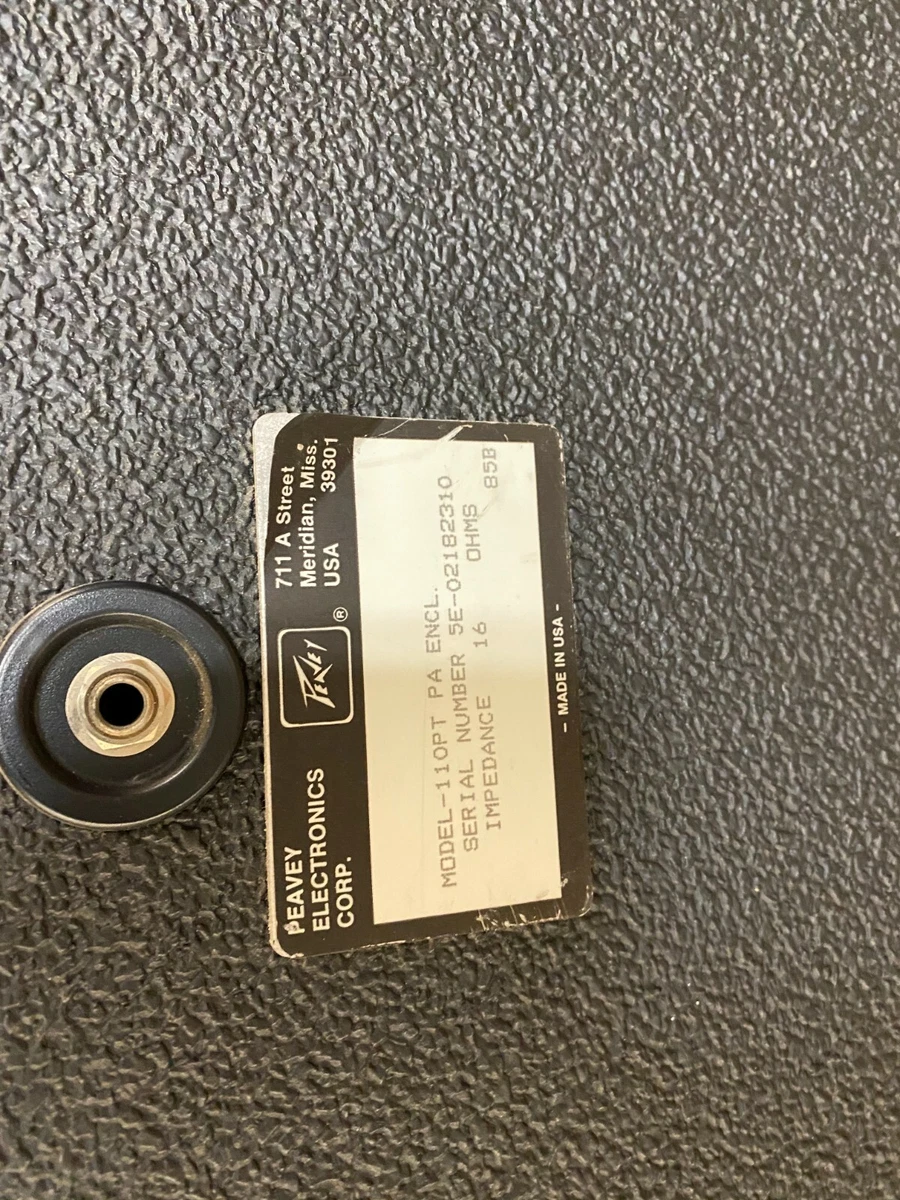 PEAVEY
ELECTRONICS
CORP.
PEAVEY ®
711 A Street
Meridian, Miss.
USA 39301
MODEL-110PT PA ENCL.
SERIAL NUMBER 5E-02182310
IMPEDANCE 16 OHMS 85B
- MADE IN USA -